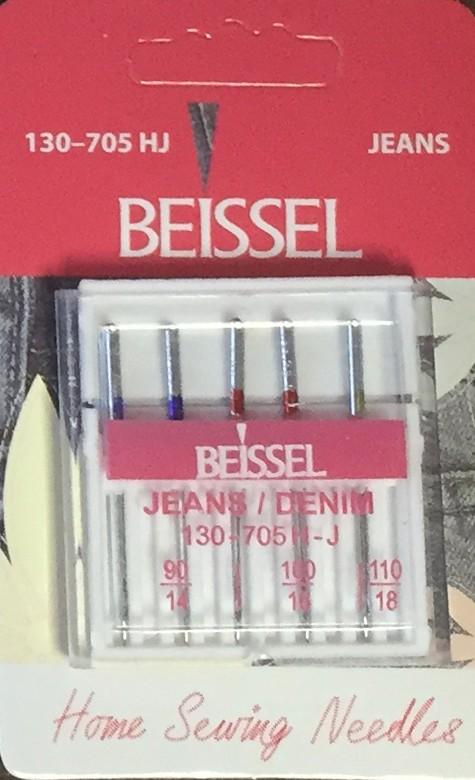 130-705 HJ JEANS
BEISSEL
BEISSEL
JEANS / DENIM
130-705 H-J
90 100 110
14 16 18
Home Sewing Needles